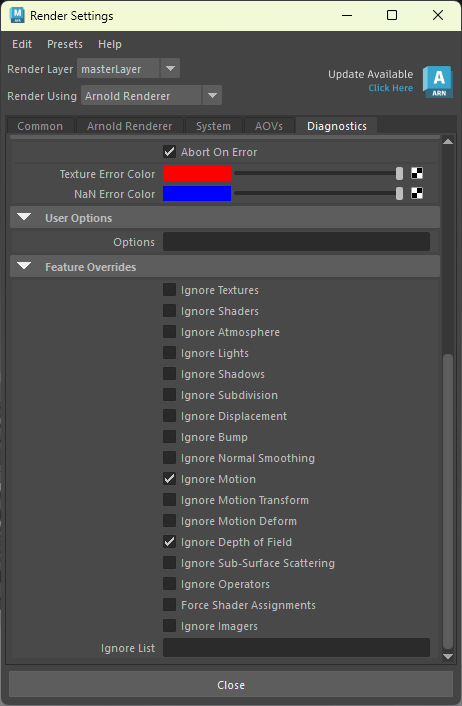 M
ARN
Render Settings
Edit Presets Help
Render Layer masterLayer
Update Available
Click Here
A
ARN
Render Using Arnold Renderer
Common Arnold Renderer System AOVs Diagnostics
Abort On Error
Texture Error Color
NaN Error Color
User Options
Options
Feature Overrides
Ignore Textures
Ignore Shaders
Ignore Atmosphere
Ignore Lights
Ignore Shadows
Ignore Subdivision
Ignore Displacement
Ignore Bump
Ignore Normal Smoothing
Ignore Motion
Ignore Motion Transform
Ignore Motion Deform
Ignore Depth of Field
Ignore Sub-Surface Scattering
Ignore Operators
Force Shader Assignments
Ignore Imagers
Ignore List
Close